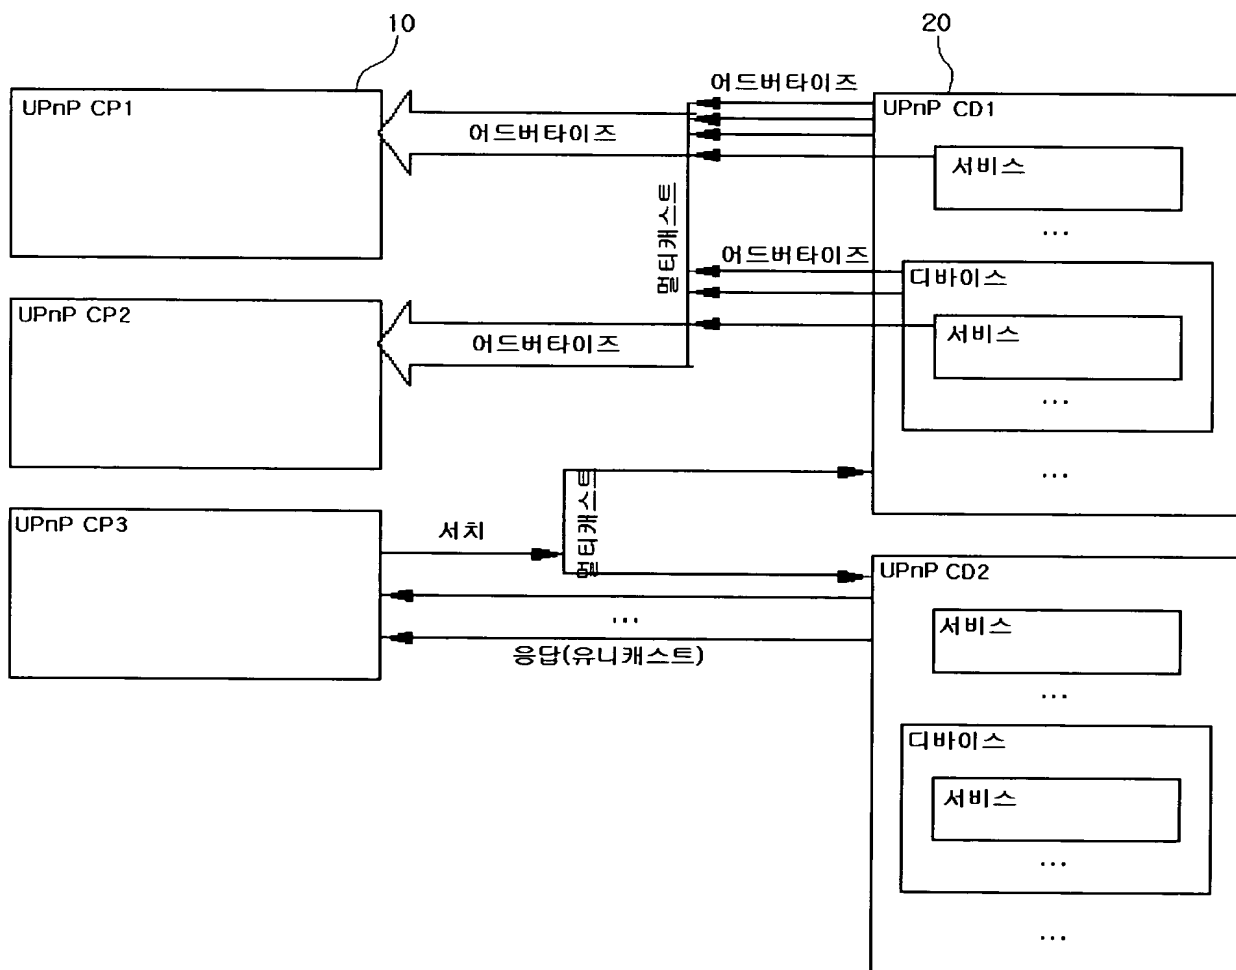 10
20
UPnP CP1
어드버타이즈
어드버타이즈
UPnP CD1
서비스
...
멀티캐스트
어드버타이즈
디바이스
UPnP CP2
어드버타이즈
서비스
...
...
UPnP CP3
서치
멀티캐스트
...
응답(유니캐스트)
UPnP CD2
서비스
...
디바이스
서비스
...
...